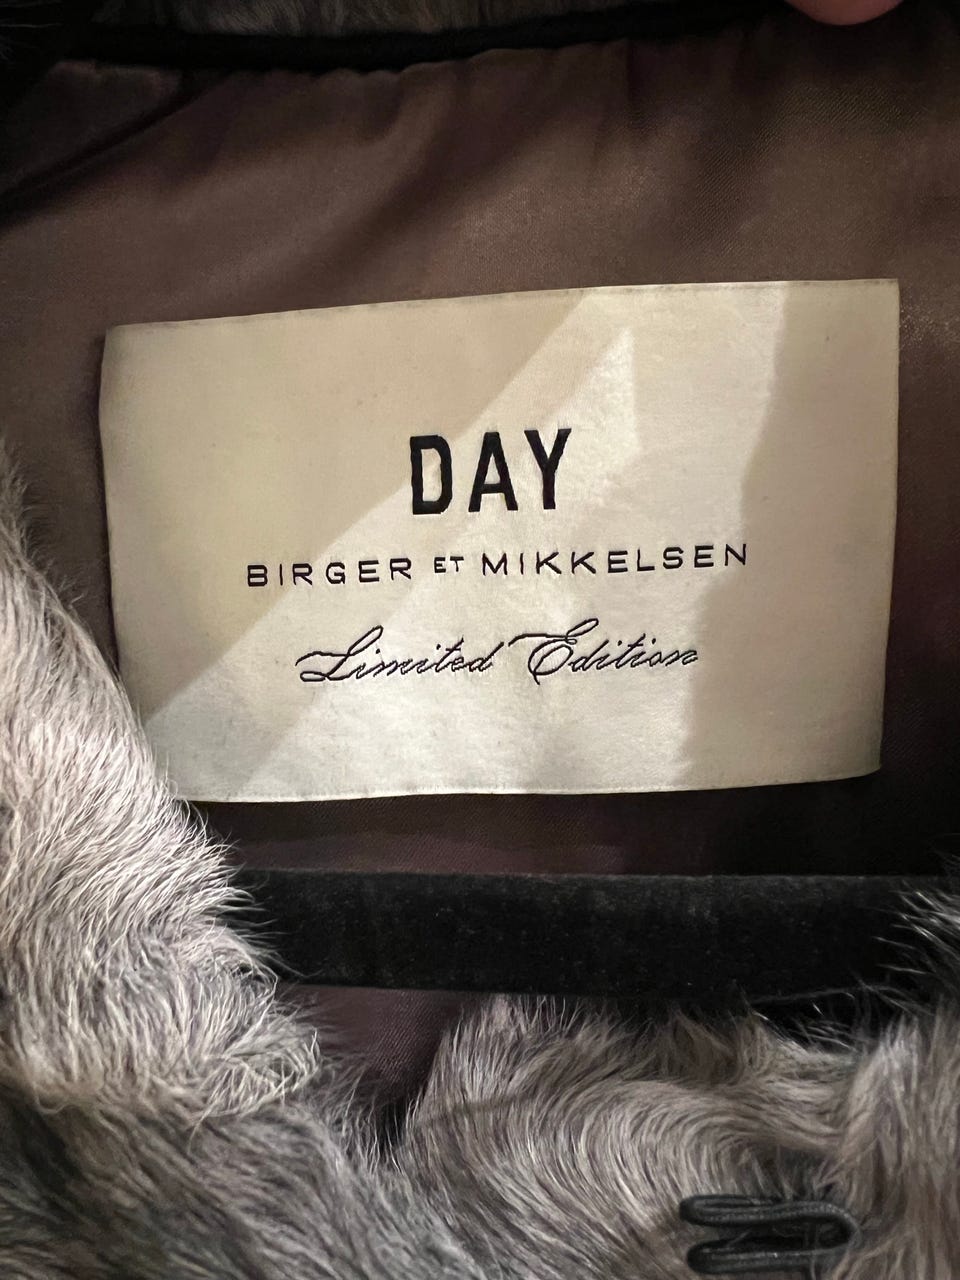 DAY
BIRGER ET MIKKELSEN
Limited Edition